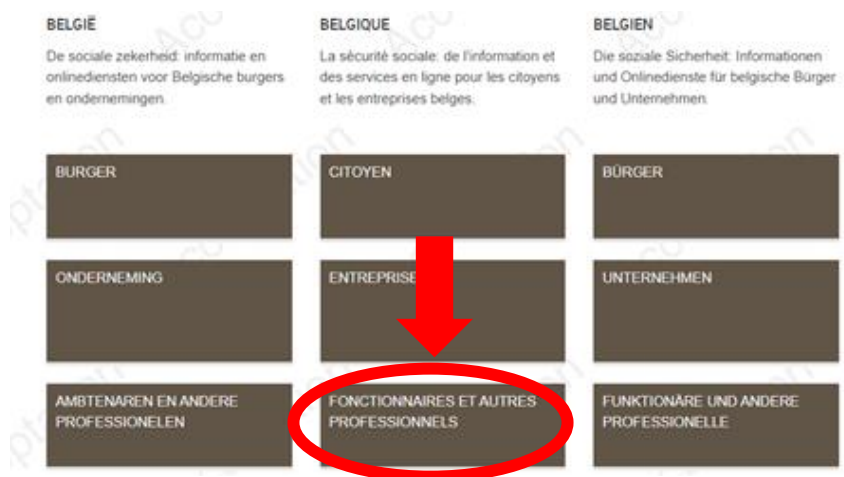 BELGIË
De sociale zekerheid: informatie en
onlinediensten voor Belgische burgers
en ondernemingen.
BURGER
ONDERNEMING
AMBTENAREN EN ANDERE
PROFESSIONELEN
BELGIQUE
La sécurité sociale: de l'information et
des services en ligne pour les citoyens
et les entreprises belges.
CITOYEN
ENTREPRISE
FONCTIONNAIRES ET AUTRES
PROFESSIONNELS
BELGIEN
Die soziale Sicherheit: Informationen
und Onlinedienste für belgische Bürger
und Unternehmen.
BÜRGER
UNTERNEHMEN
FUNKTIONÄRE UND ANDERE
PROFESSIONELLE